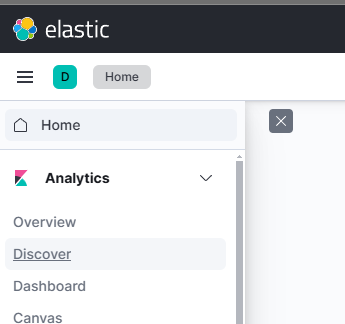 elastic
D Home
Home
Analytics
Overview
Discover
Dashboard
Canvas